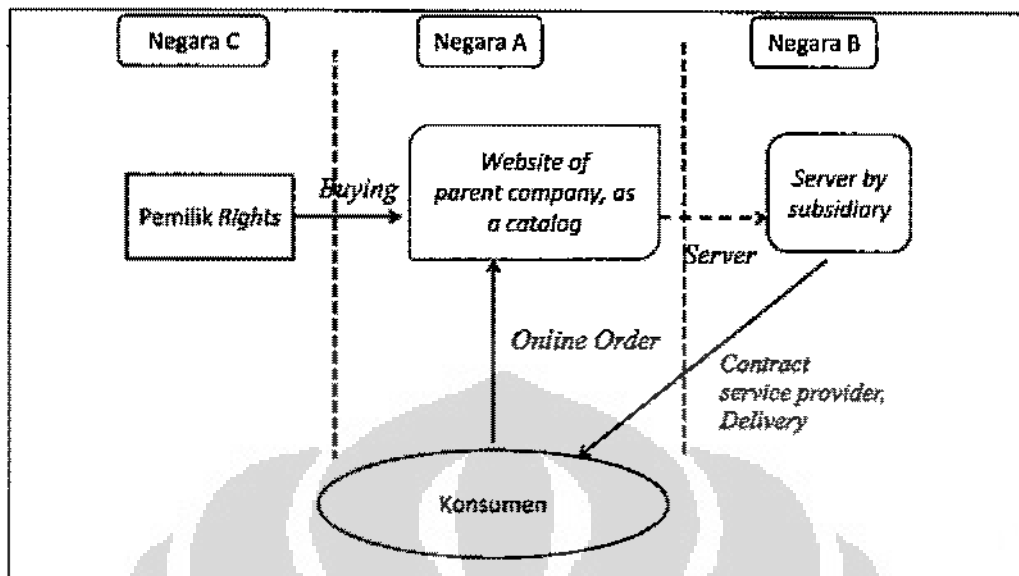 Negara C
Negara A
Negara B
Pemilik Rights
Buying
Website of
parent company, as
a catalog
Server by
subsidiary
Server
Online Order
Contract
service provider,
Delivery
Konsumen